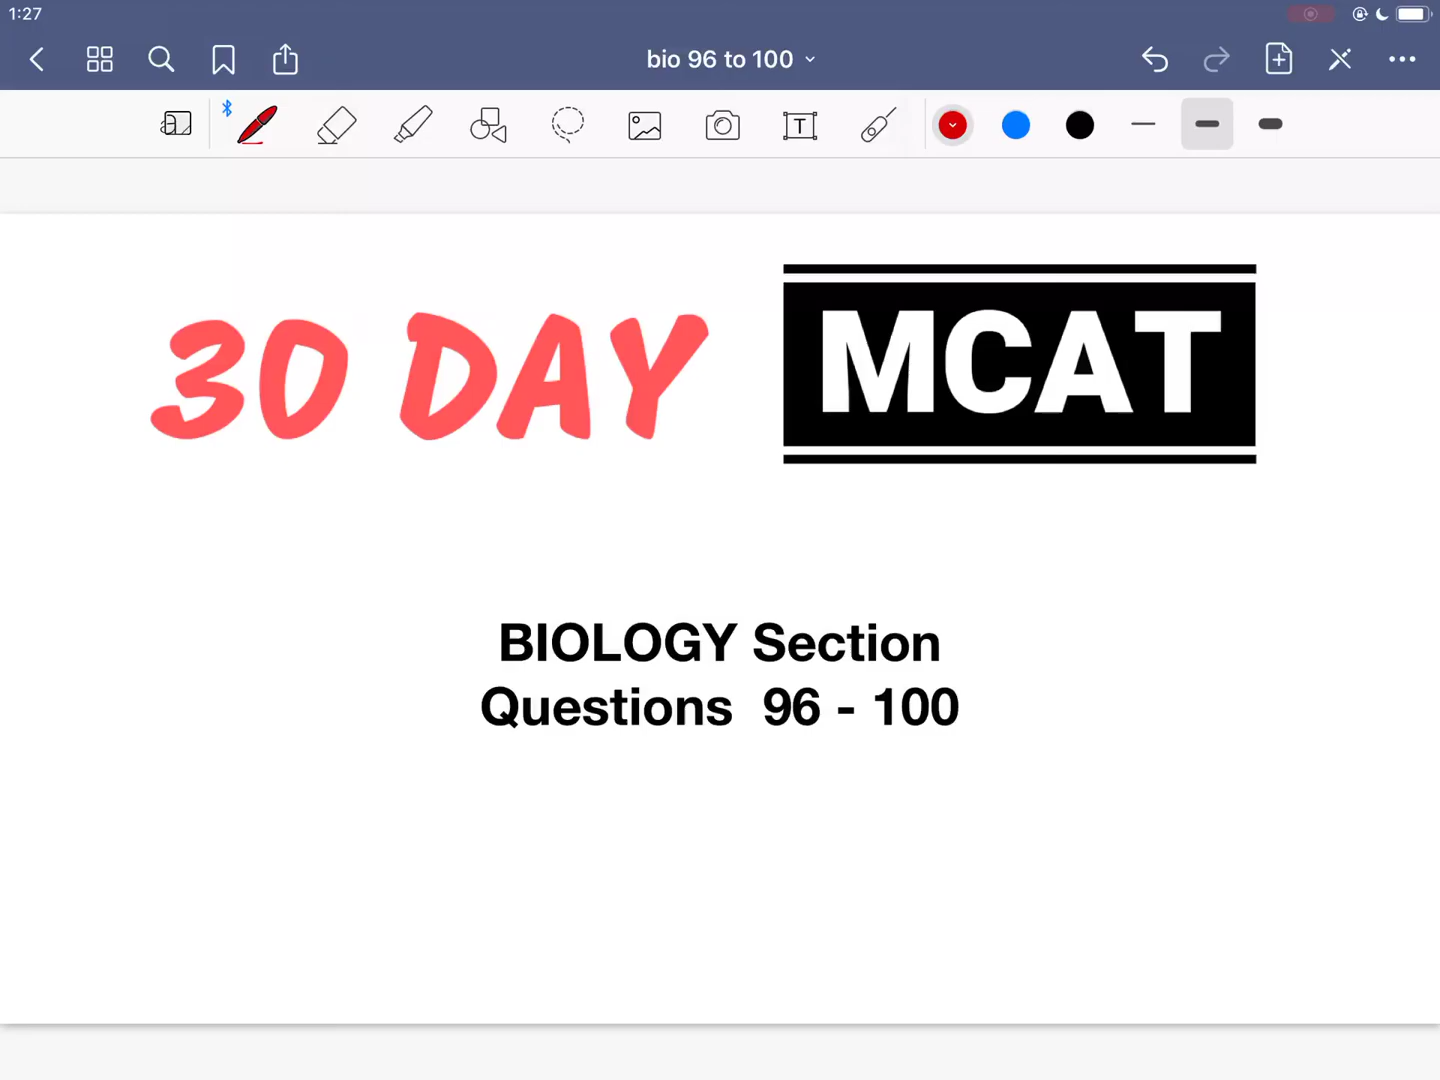 1:27
bio 96 to 100
T
30 DAY
MCAT
BIOLOGY Section
Questions 96 - 100